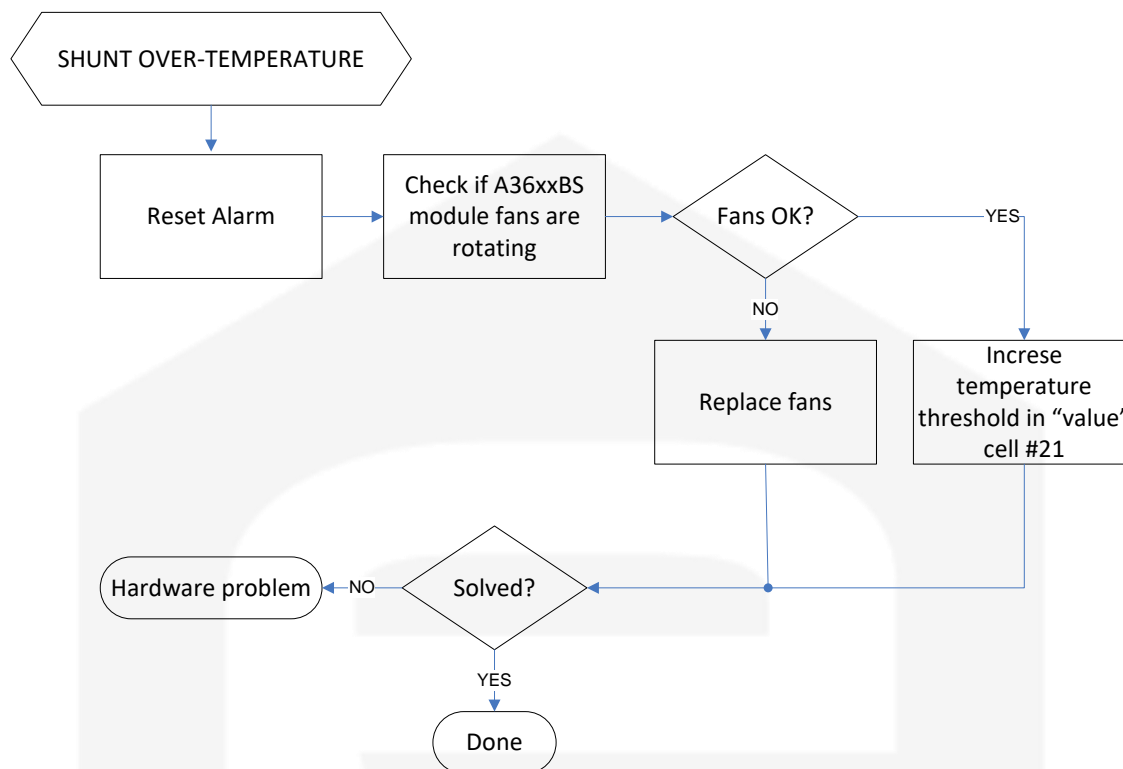 SHUNT OVER-TEMPERATURE
Reset Alarm
Check if A36xxBS
module fans are
rotating
Fans OK?
YES
NO
Replace fans
Increse
temperature
threshold in “value”
cell #21
Hardware problem
NO
Solved?
YES
Done